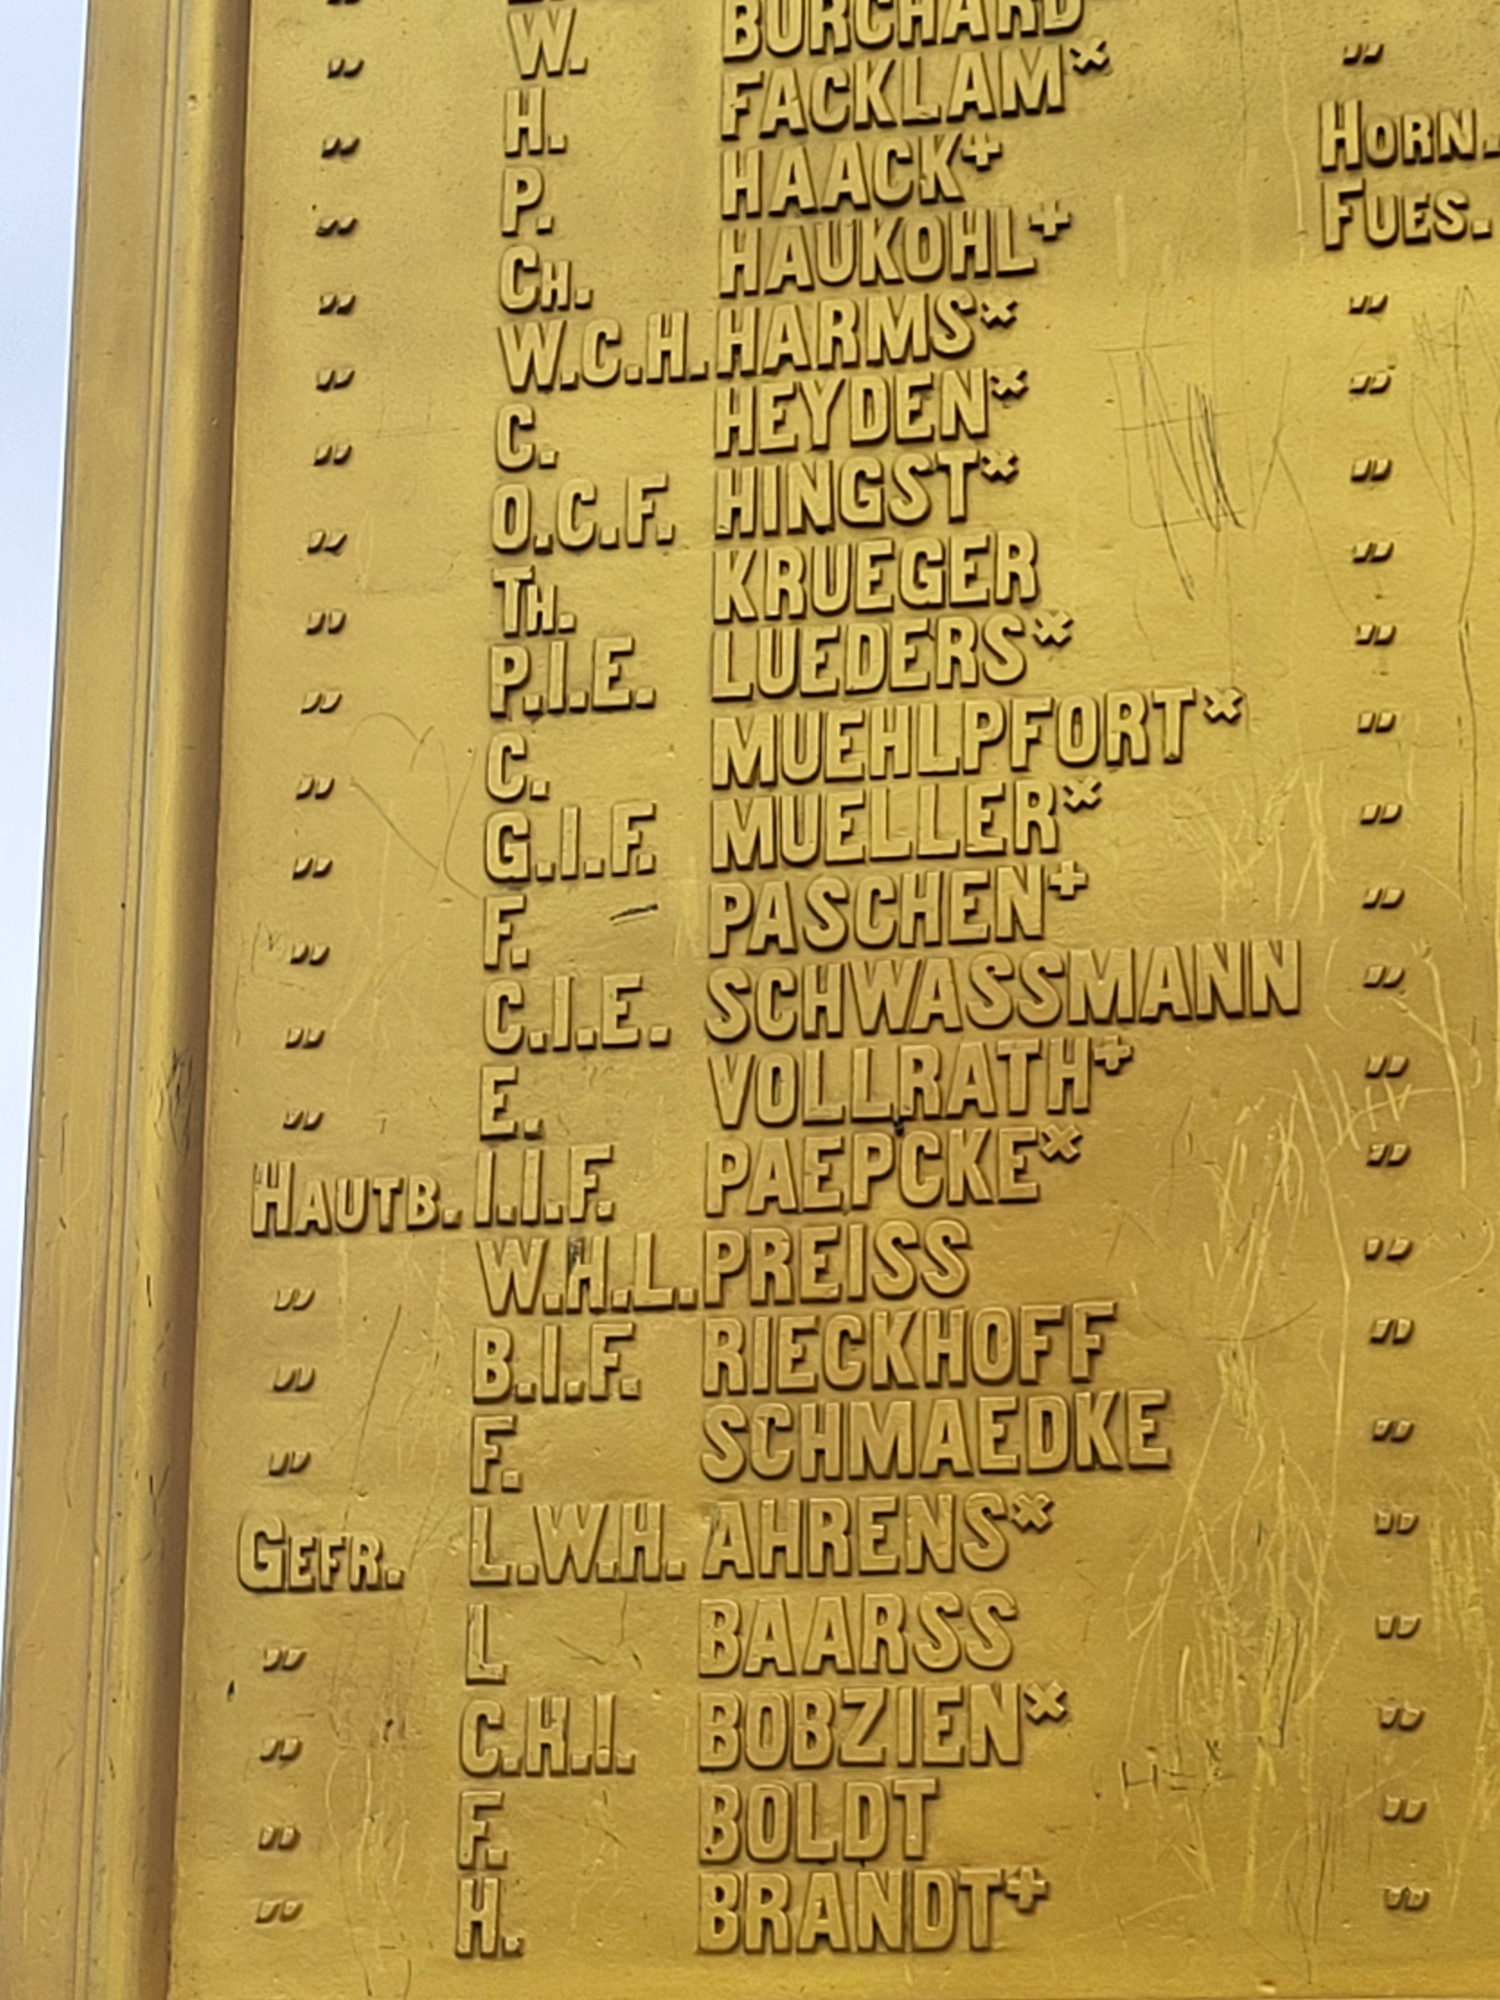 " W. BURCHARD
" H. FACKLAM× "
" P. HAACK+ HORN.
" CH. HAUKOHL+ FUES.
" W.C.H. HARMS× "
" C. HEYDEN× "
" O.C.F. HINGST× "
" TH. KRUEGER "
" P.I.E. LUEDERS× "
" C. MUEHLPFORT× "
" G.I.F. MUELLER× "
" F. PASCHEN+ "
" C.I.E. SCHWASSMANN "
" E. VOLLRATH+ "
HAUTB. I.I.F. PAEPCKE× "
" W.H.L. PREISS "
" B.I.F. RIECKHOFF "
" F. SCHMAEDKE "
GEFR. L.W.H. AHRENS× "
" L BAARSS "
" C.H.I. BOBZIEN× "
" F. BOLDT "
" H. BRANDT+ "